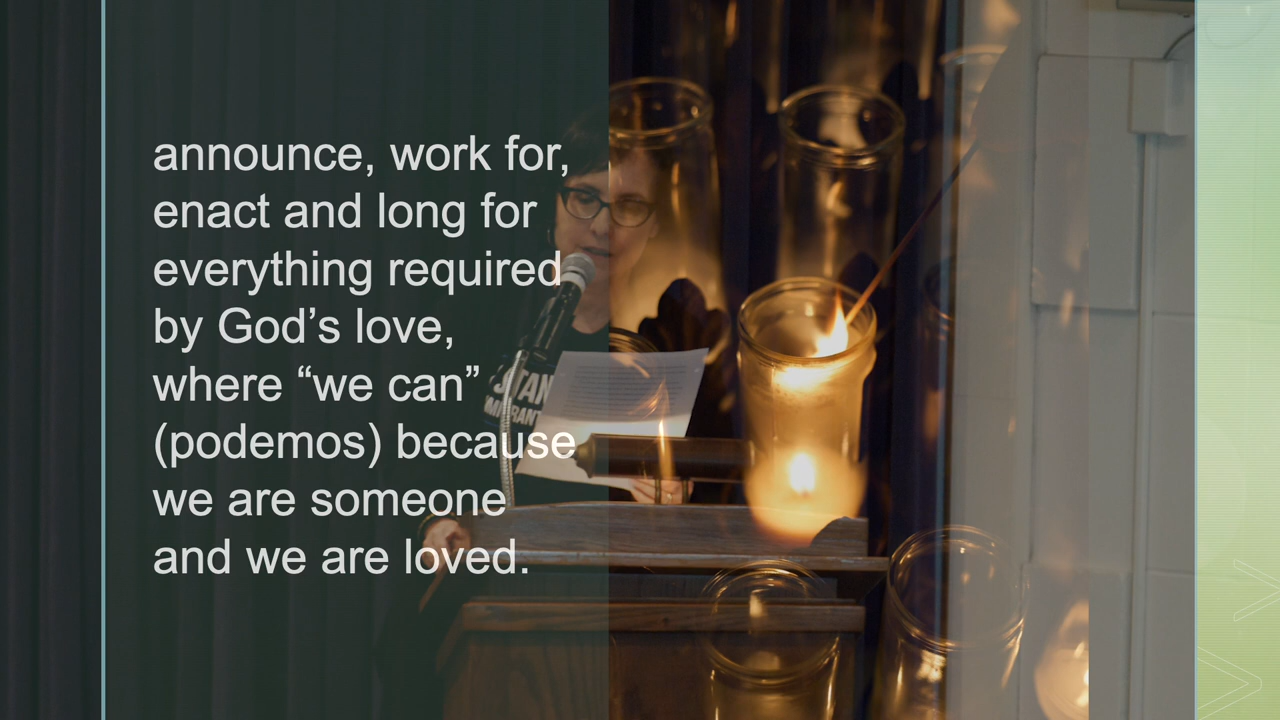 announce, work for,
enact and long for
everything required
by God’s love,
where “we can”
(podemos) because
we are someone
and we are loved.